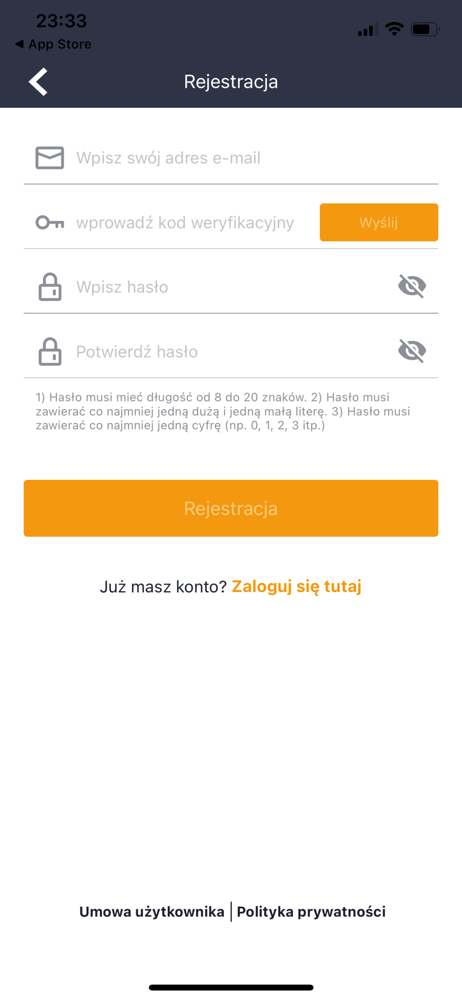 23:33
◀ App Store
Rejestracja
Wpisz swój adres e-mail
wprowadź kod weryfikacyjny
Wyślij
Wpisz hasło
Potwierdź hasło
1) Hasło musi mieć długość od 8 do 20 znaków. 2) Hasło musi
zawierać co najmniej jedną dużą i jedną małą literę. 3) Hasło musi
zawierać co najmniej jedną cyfrę (np. 0, 1, 2, 3 itp.)
Rejestracja
Już masz konto? Zaloguj się tutaj
Umowa użytkownika | Polityka prywatności